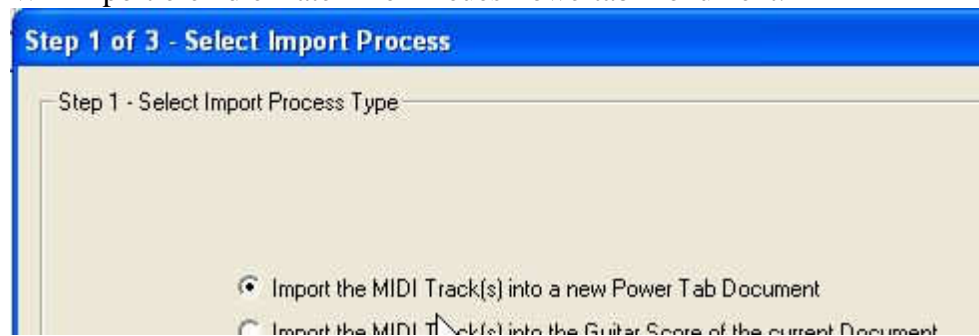 Step 1 of 3 - Select Import Process
Step 1 - Select Import Process Type
Import the MIDI Track(s) into a new Power Tab Document
Import the MIDI Track(s) into the Guitar Score of the current Document